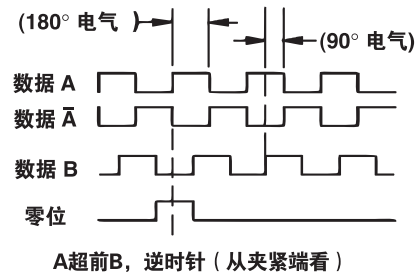 (180° 电气 )
(90° 电气)
数据 A
数据 A̅
数据 B
零位
A超前B，逆时针（从夹紧端看）